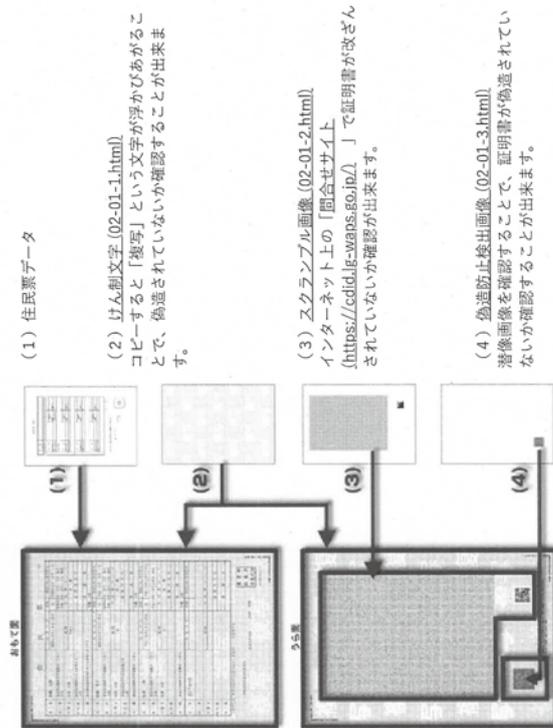 おもて面
うら面
(1)
(2)
(3)
(4)
（1）住民票データ
（2）けん制文字 (02-01-1.html)
コピーすると「複写」という文字が浮かびあがるこ
とで、偽造されていないか確認することが出来ま
す。
（3）スクランブル画像 (02-01-2.html)
インターネット上の「問合せサイト
(https://cdid.lg-waps.go.jp/) 」で証明書が改ざん
されていないか確認が出来ます。
（4）偽造防止検出画像 (02-01-3.html)
潜像画像を確認することで、証明書が偽造されてい
ないか確認することが出来ます。